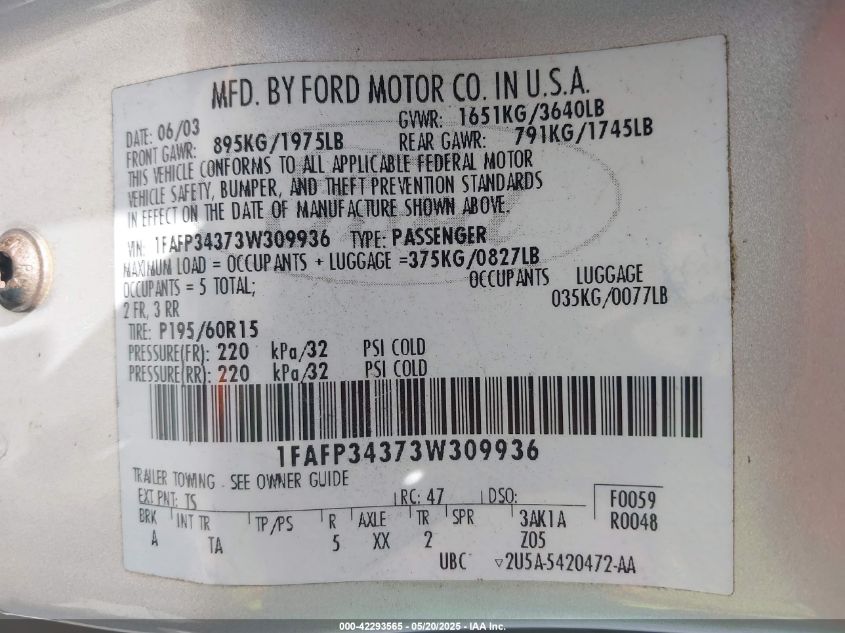 MFD. BY FORD MOTOR CO. IN U.S.A.
DATE: 06/03 GVWR: 1651KG/3640LB
FRONT GAWR: 895KG/1975LB REAR GAWR: 791KG/1745LB
THIS VEHICLE CONFORMS TO ALL APPLICABLE FEDERAL MOTOR
VEHICLE SAFETY, BUMPER, AND THEFT PREVENTION STANDARDS
IN EFFECT ON THE DATE OF MANUFACTURE SHOWN ABOVE.
VIN: 1FAFP34373W309936 TYPE: PASSENGER
MAXIMUM LOAD = OCCUPANTS + LUGGAGE =375KG/0827LB
OCCUPANTS = 5 TOTAL; OCCUPANTS LUGGAGE
2 FR, 3 RR 035KG/0077LB
TIRE: P195/60R15
PRESSURE(FR): 220 kPa/32 PSI COLD
PRESSURE(RR): 220 kPa/32 PSI COLD
1FAFP34373W309936
TRAILER TOWING - SEE OWNER GUIDE
EXT PNT: TS RC: 47 DSO: F0059
BRK INT TR TP/PS R AXLE TR SPR 3AK1A R0048
A TA 5 XX 2 Z05
UBC ▽2U5A-5420472-AA
000-42293565 - 05/20/2025 - IAA Inc.